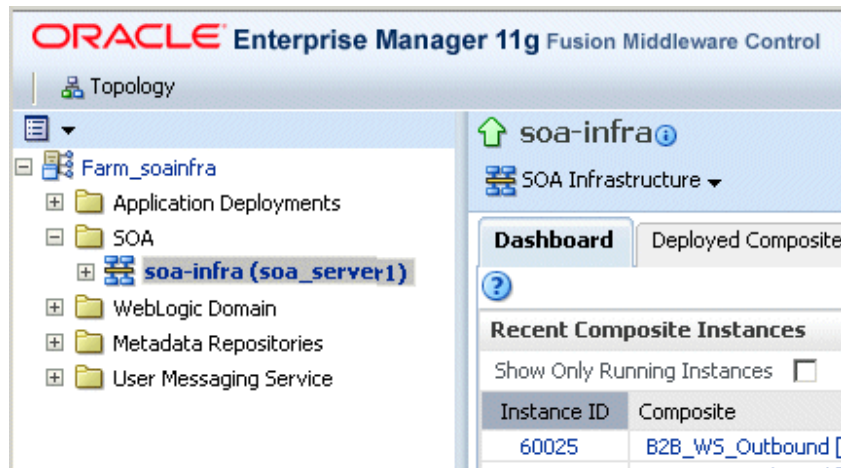 ORACLE Enterprise Manager 11g Fusion Middleware Control
Topology
Farm_soainfra
Application Deployments
SOA
soa-infra (soa_server1)
WebLogic Domain
Metadata Repositories
User Messaging Service
soa-infra
SOA Infrastructure
Dashboard Deployed Composite
Recent Composite Instances
Show Only Running Instances
Instance ID Composite
60025 B2B_WS_Outbound [